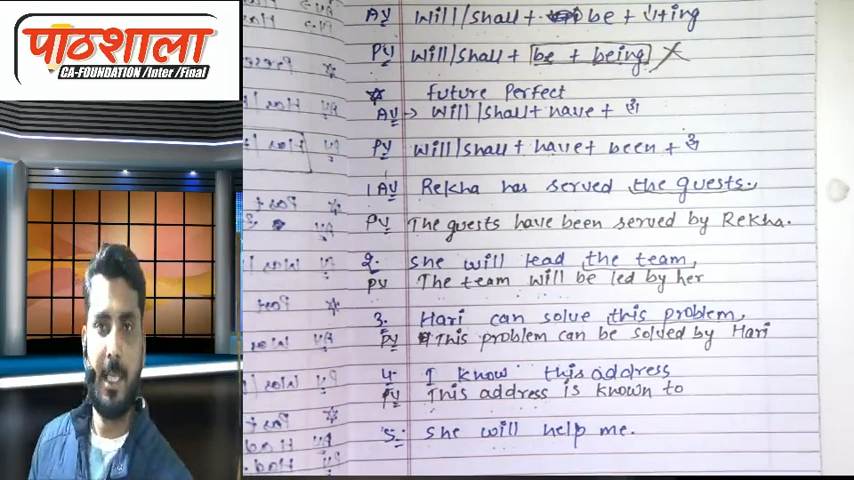 पाठशाला
CA-FOUNDATION /Inter /Final
AV will/shall + be + v1+ing
PV will/shall + be + being
☆ future perfect
AV → will/shall + have +
PV will/shall + have + been +
1 AV Rekha has served the guests.
PV The guests have been served by Rekha.
2. she will lead the team,
PV The team will be led by her
3. Hari can solve this problem,
PV This problem can be solved by Hari
4. I know this address
PV This address is known to
5. she will help me.